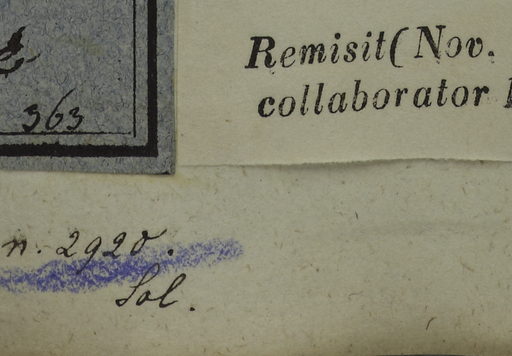 363
Remisit (Nov.
collaborator
n. 2920.
Sol.